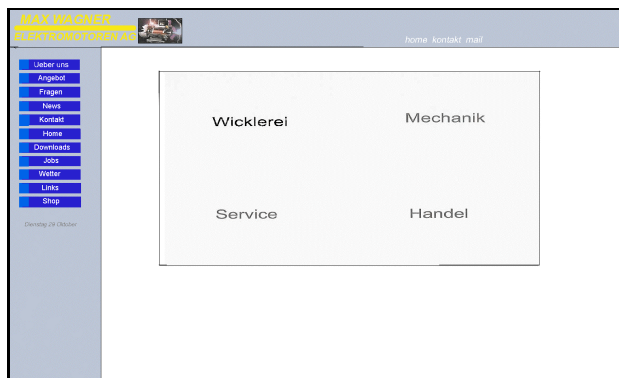 MAX WAGNER
ELEKTROMOTOREN AG
home kontakt mail
Ueber uns
Angebot
Fragen
News
Kontakt
Home
Downloads
Jobs
Wetter
Links
Shop
Dienstag 29 Oktober
Wicklerei
Mechanik
Service
Handel